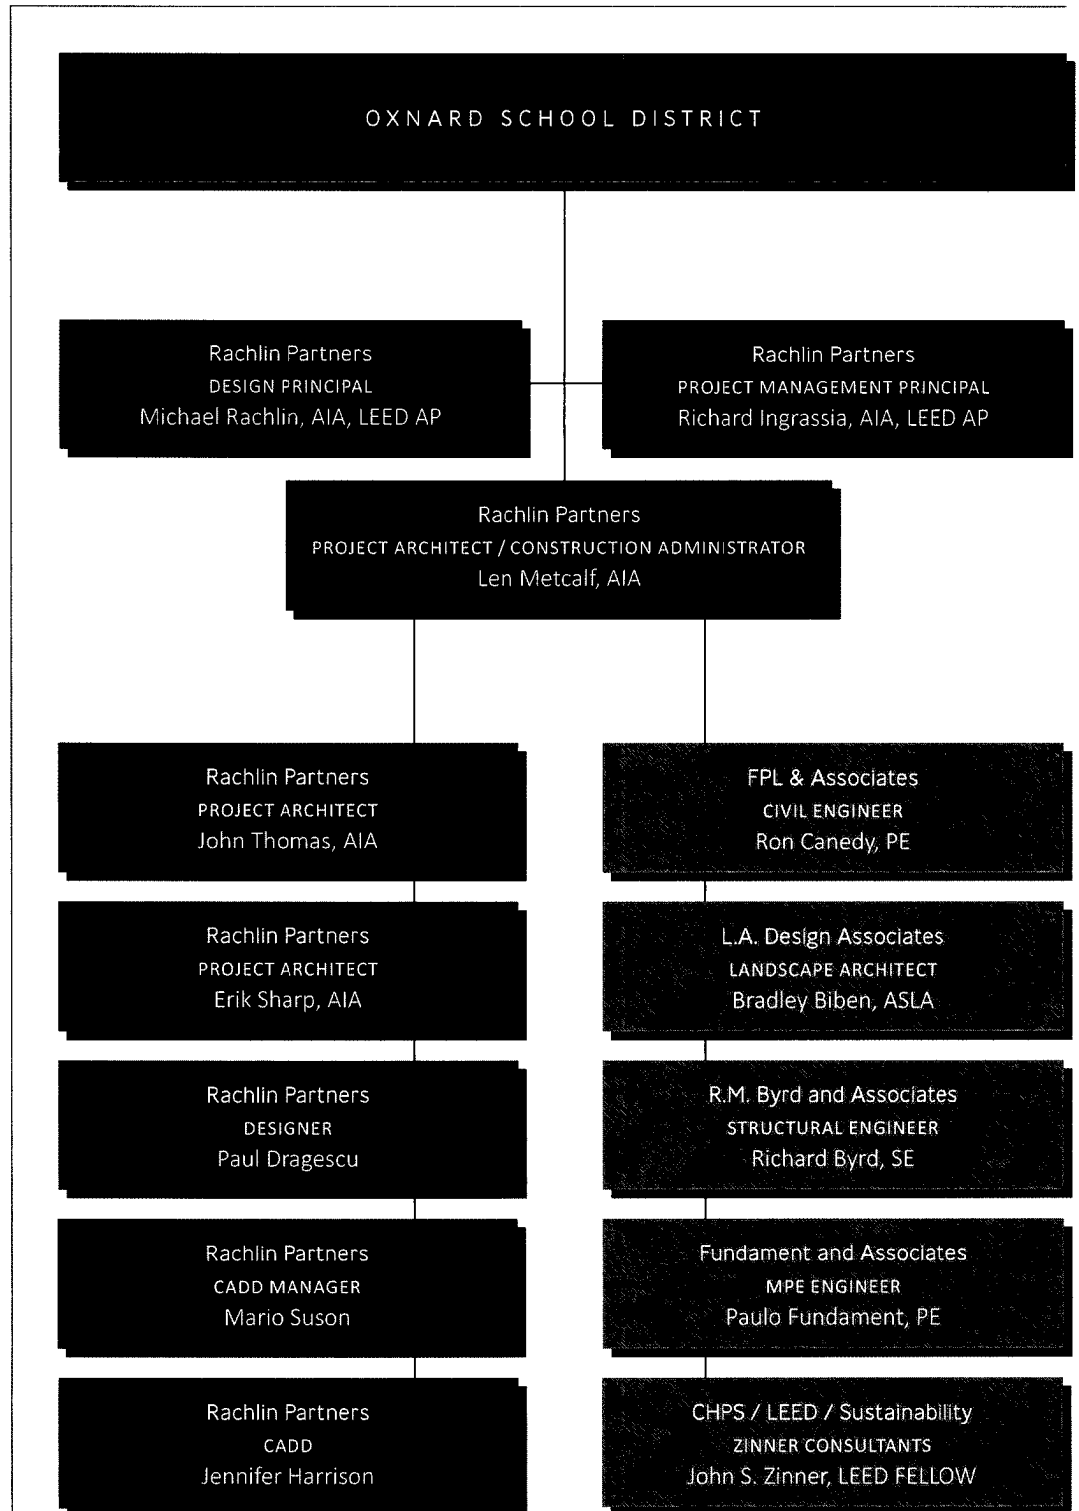 OXNARD SCHOOL DISTRICT
Rachlin Partners
DESIGN PRINCIPAL
Michael Rachlin, AIA, LEED AP
Rachlin Partners
PROJECT MANAGEMENT PRINCIPAL
Richard Ingrassia, AIA, LEED AP
Rachlin Partners
PROJECT ARCHITECT / CONSTRUCTION ADMINISTRATOR
Len Metcalf, AIA
Rachlin Partners
PROJECT ARCHITECT
John Thomas, AIA
Rachlin Partners
PROJECT ARCHITECT
Erik Sharp, AIA
Rachlin Partners
DESIGNER
Paul Dragescu
Rachlin Partners
CADD MANAGER
Mario Suson
Rachlin Partners
CADD
Jennifer Harrison
FPL & Associates
CIVIL ENGINEER
Ron Canedy, PE
L.A. Design Associates
LANDSCAPE ARCHITECT
Bradley Biben, ASLA
R.M. Byrd and Associates
STRUCTURAL ENGINEER
Richard Byrd, SE
Fundament and Associates
MPE ENGINEER
Paulo Fundament, PE
CHPS / LEED / Sustainability
ZINNER CONSULTANTS
John S. Zinner, LEED FELLOW